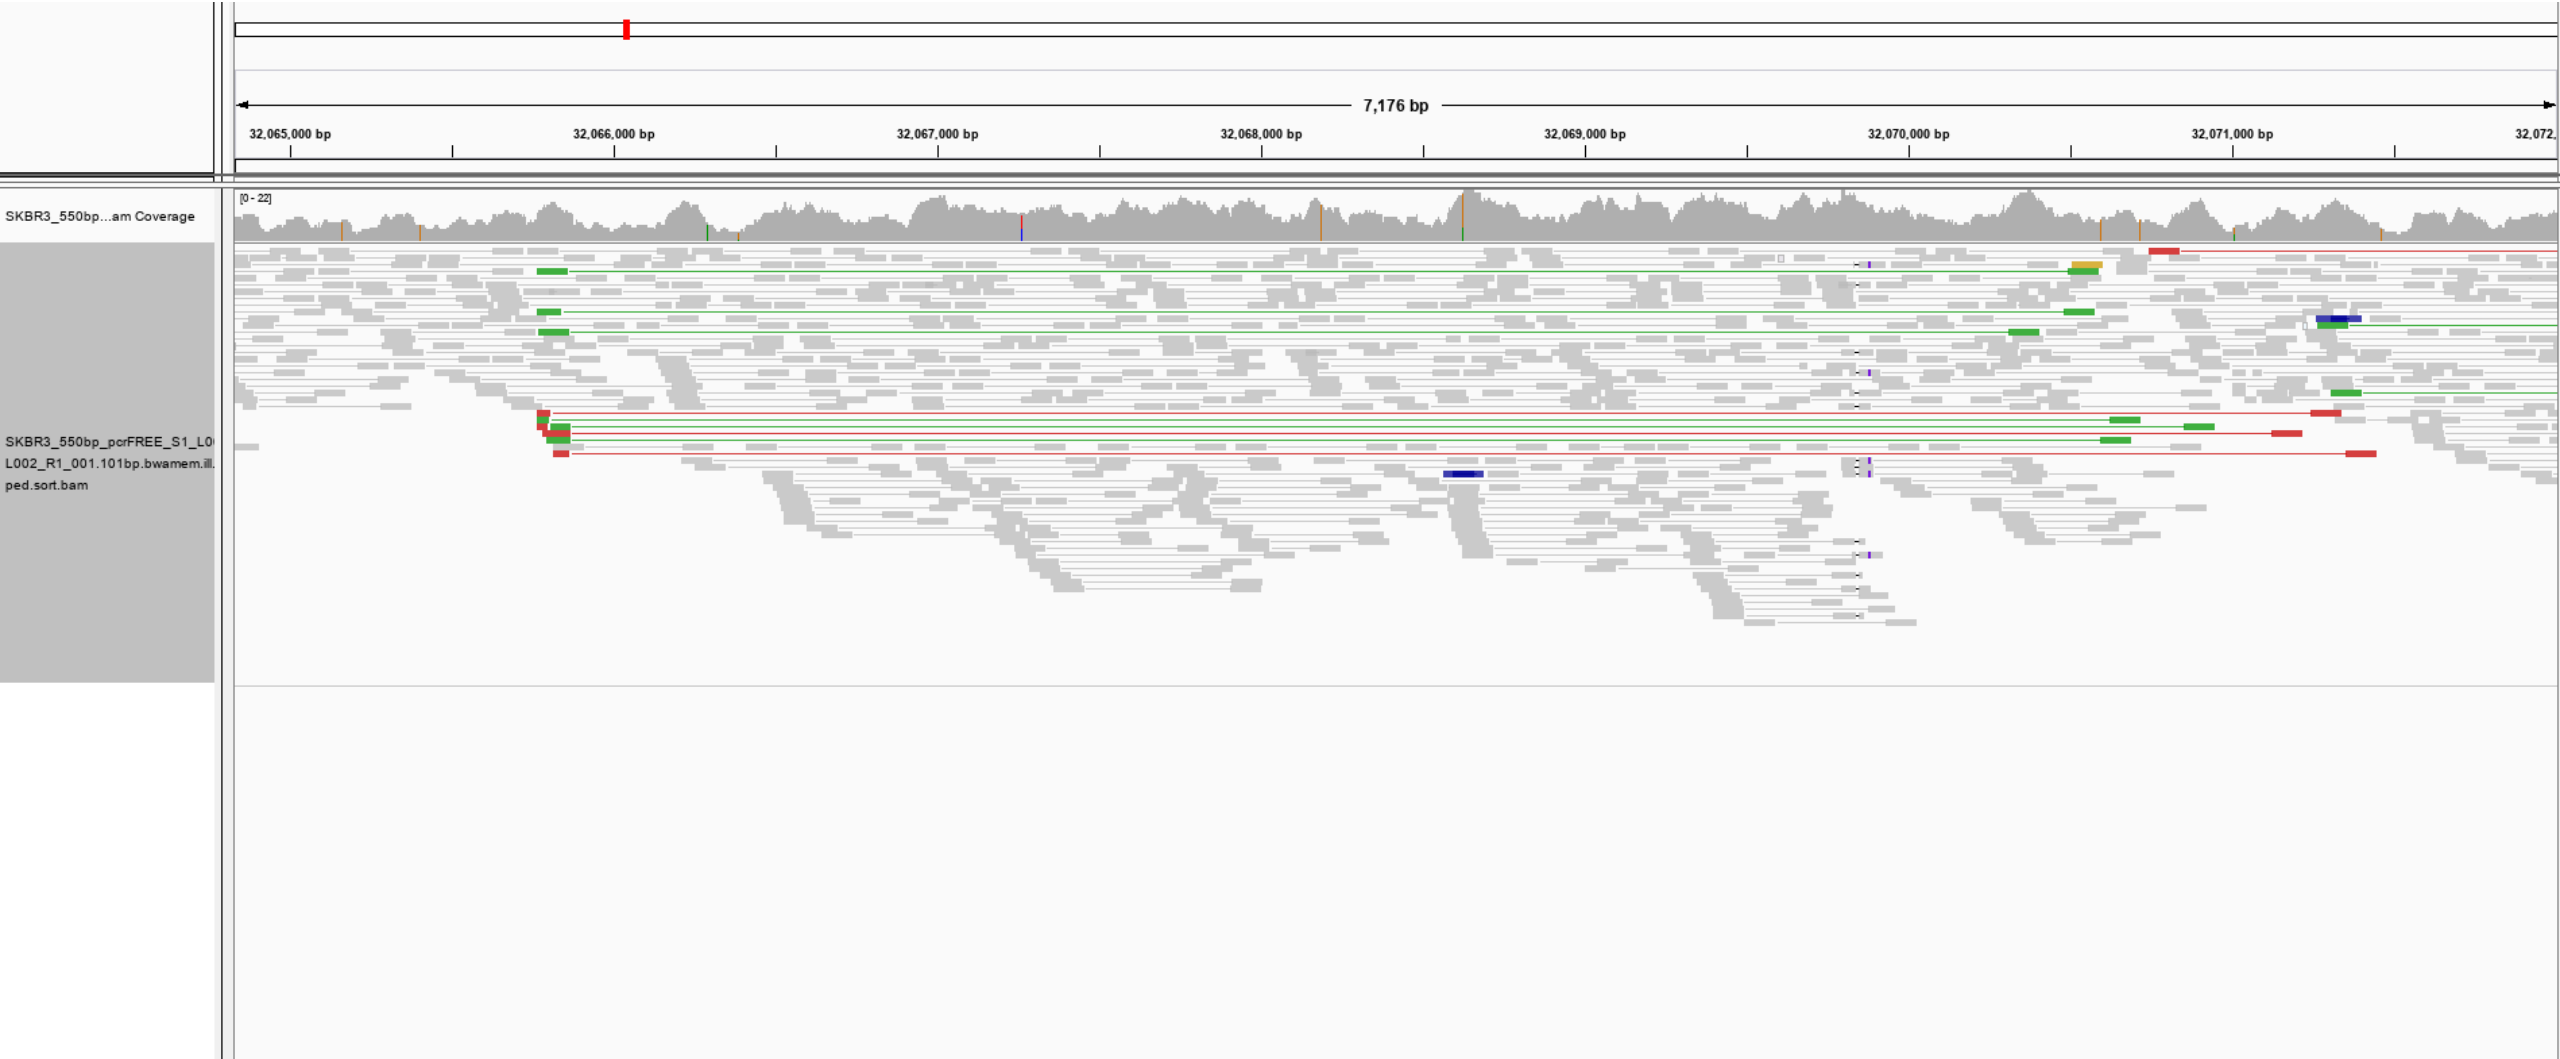 7,176 bp
32,065,000 bp 32,066,000 bp 32,067,000 bp 32,068,000 bp 32,069,000 bp 32,070,000 bp 32,071,000 bp 32,072,
[0 - 22]
SKBR3_550bp...am Coverage
SKBR3_550bp_pcrFREE_S1_L0
L002_R1_001.101bp.bwamem.ill.
ped.sort.bam